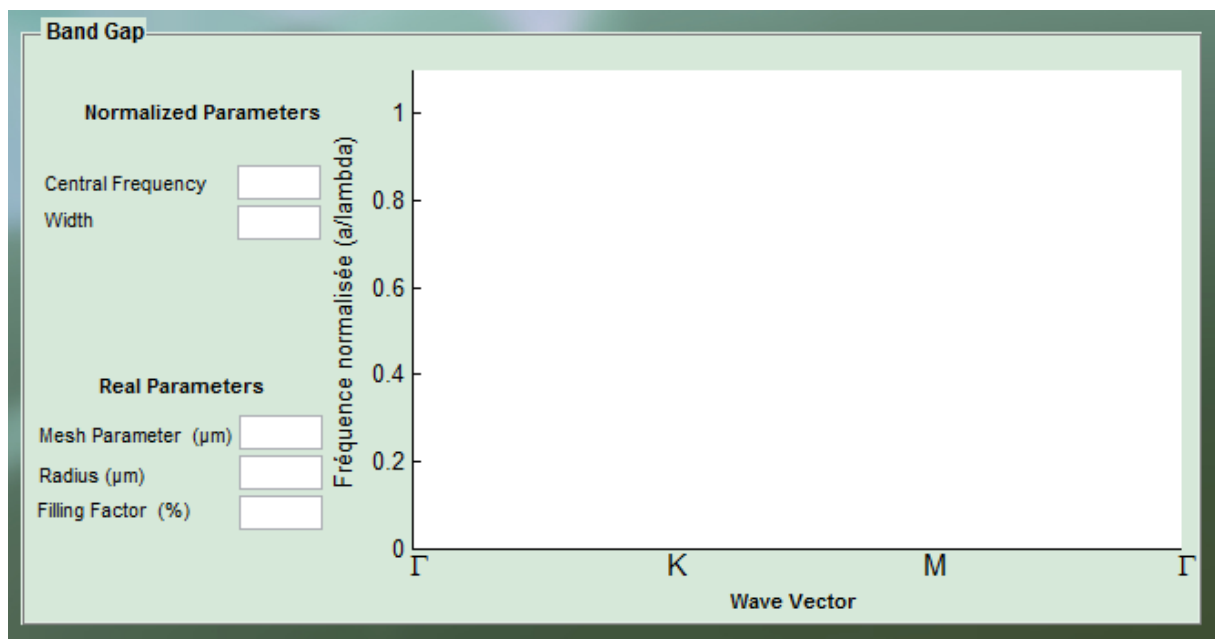 Band Gap
Normalized Parameters
Central Frequency
Width
Real Parameters
Mesh Parameter (µm)
Radius (µm)
Filling Factor (%)
Fréquence normalisée (a/lambda)
1
0.8
0.6
0.4
0.2
0
Γ K M Γ
Wave Vector